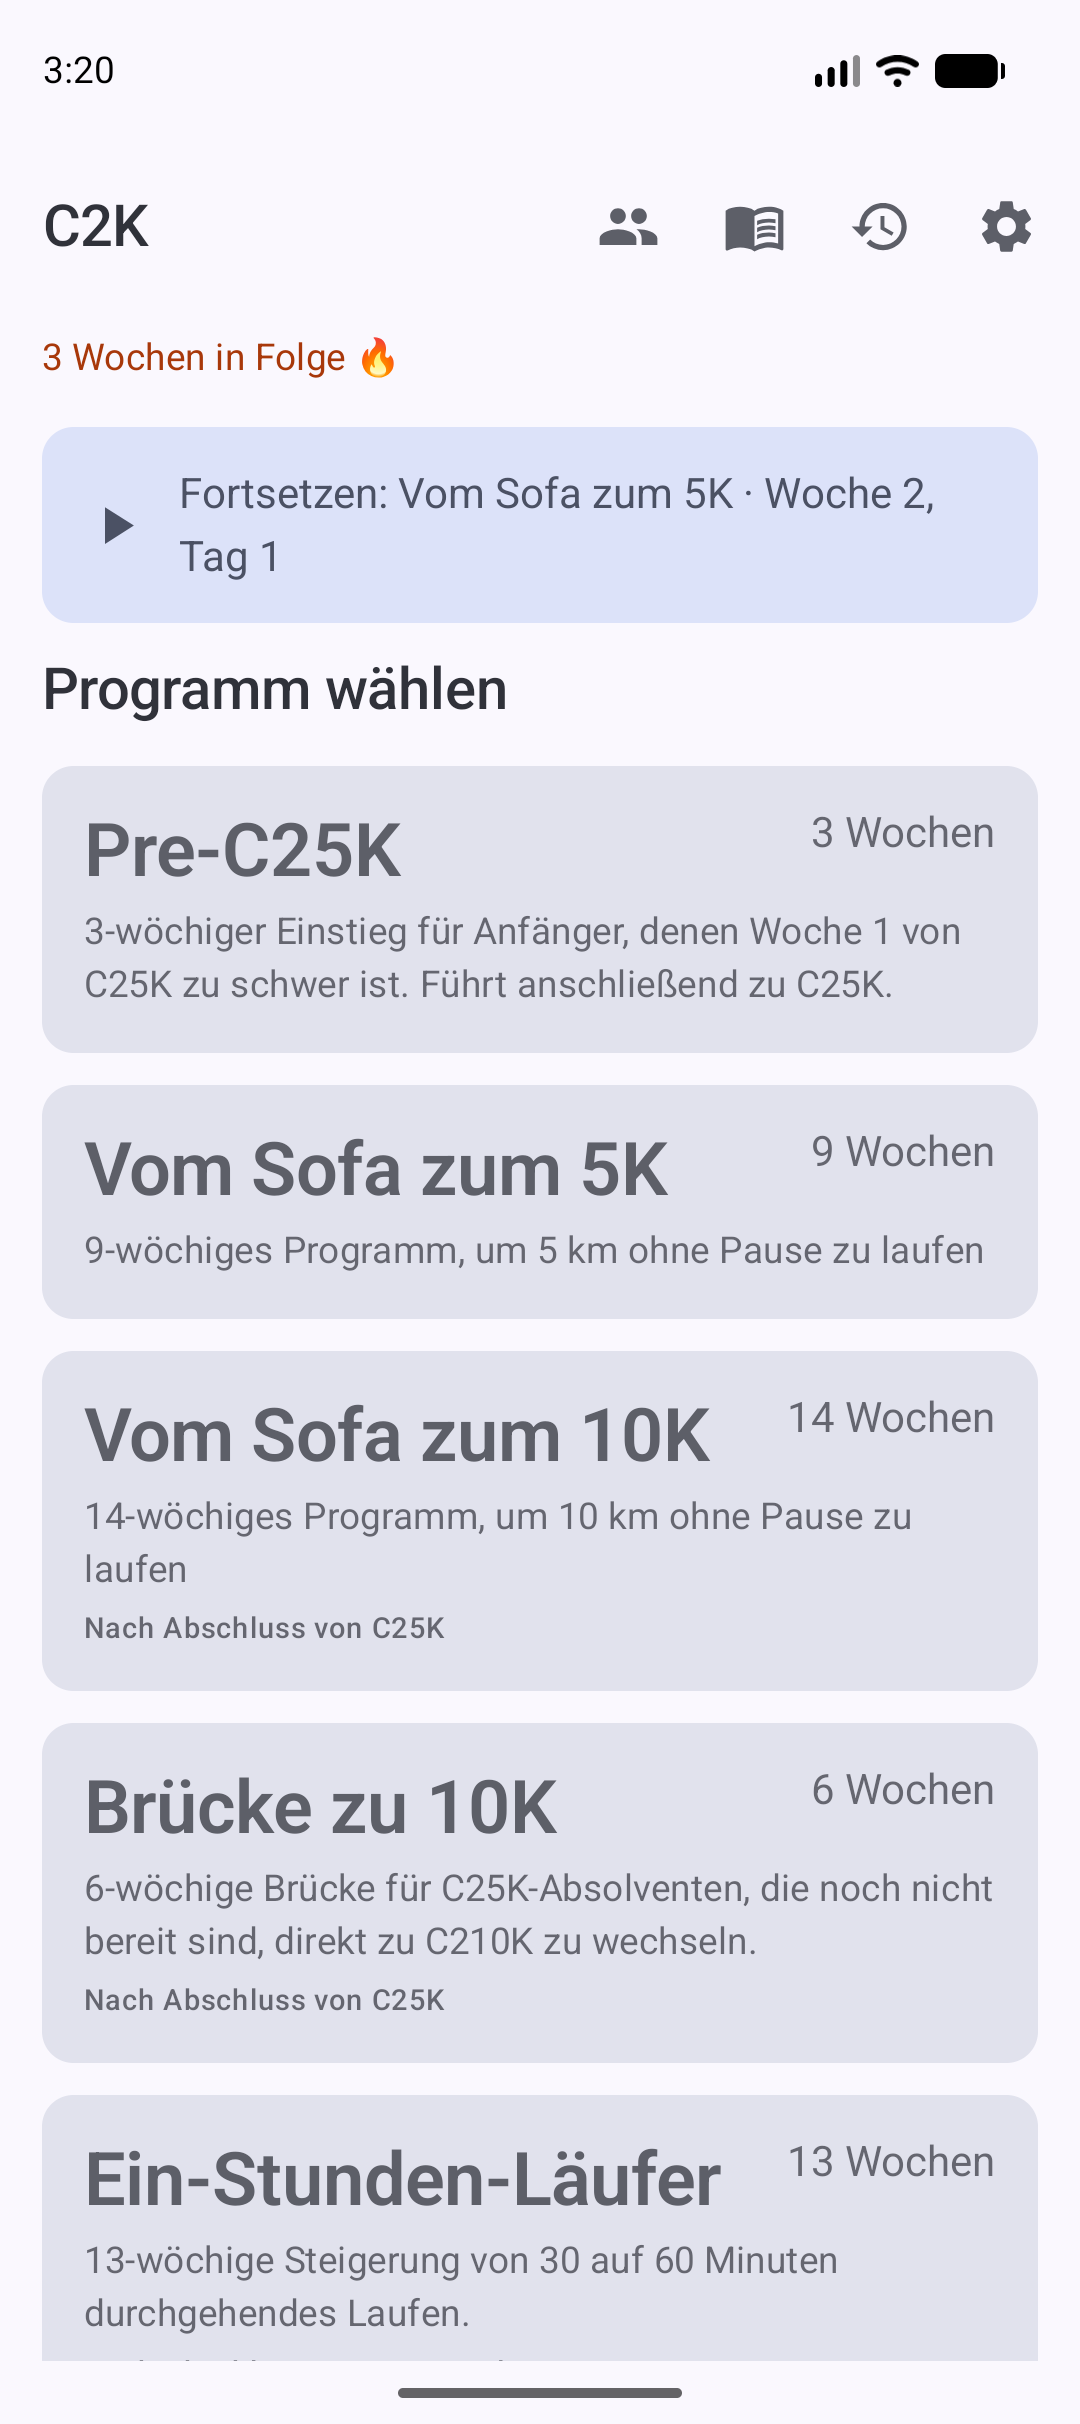 3:20
C2K
3 Wochen in Folge 🔥
Fortsetzen: Vom Sofa zum 5K · Woche 2,
Tag 1
Programm wählen
Pre-C25K
3 Wochen
3-wöchiger Einstieg für Anfänger, denen Woche 1 von
C25K zu schwer ist. Führt anschließend zu C25K.
Vom Sofa zum 5K
9 Wochen
9-wöchiges Programm, um 5 km ohne Pause zu laufen
Vom Sofa zum 10K
14 Wochen
14-wöchiges Programm, um 10 km ohne Pause zu
laufen
Nach Abschluss von C25K
Brücke zu 10K
6 Wochen
6-wöchige Brücke für C25K-Absolventen, die noch nicht
bereit sind, direkt zu C210K zu wechseln.
Nach Abschluss von C25K
Ein-Stunden-Läufer
13 Wochen
13-wöchige Steigerung von 30 auf 60 Minuten
durchgehendes Laufen.